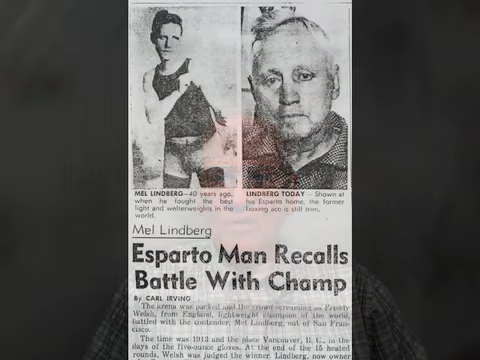 MEL LINDBERG—40 years ago,
when he fought the best
light and welterweights in the
world.
LINDBERG TODAY — Shown at
his Esparto home, the former
boxing ace is still trim.
Mel Lindberg
Esparto Man Recalls
Battle With Champ
By CARL IRVING
The arena was packed and the crowd screaming as Freddy
Welsh, from England, lightweight champion of the world,
battled with the contender, Mel Lindberg, out of San Fran-
cisco.
The time was 1913 and the place Vancouver, B. C., in the
days of the five-ounce gloves. At the end of the 15 heated
rounds, Welsh was judged the winner. Lindberg, now owner